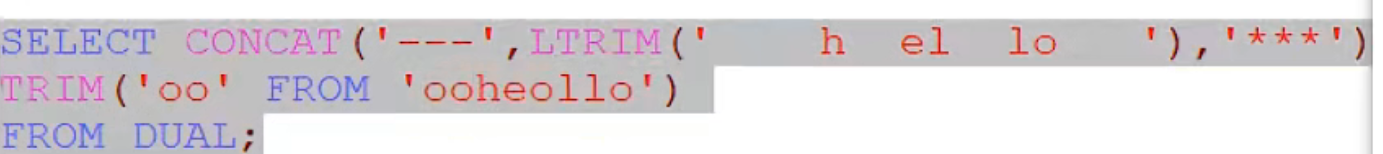 SELECT CONCAT('---',LTRIM('    h  el  lo   '),'***')
TRIM('oo' FROM 'ooheollo')
FROM DUAL;